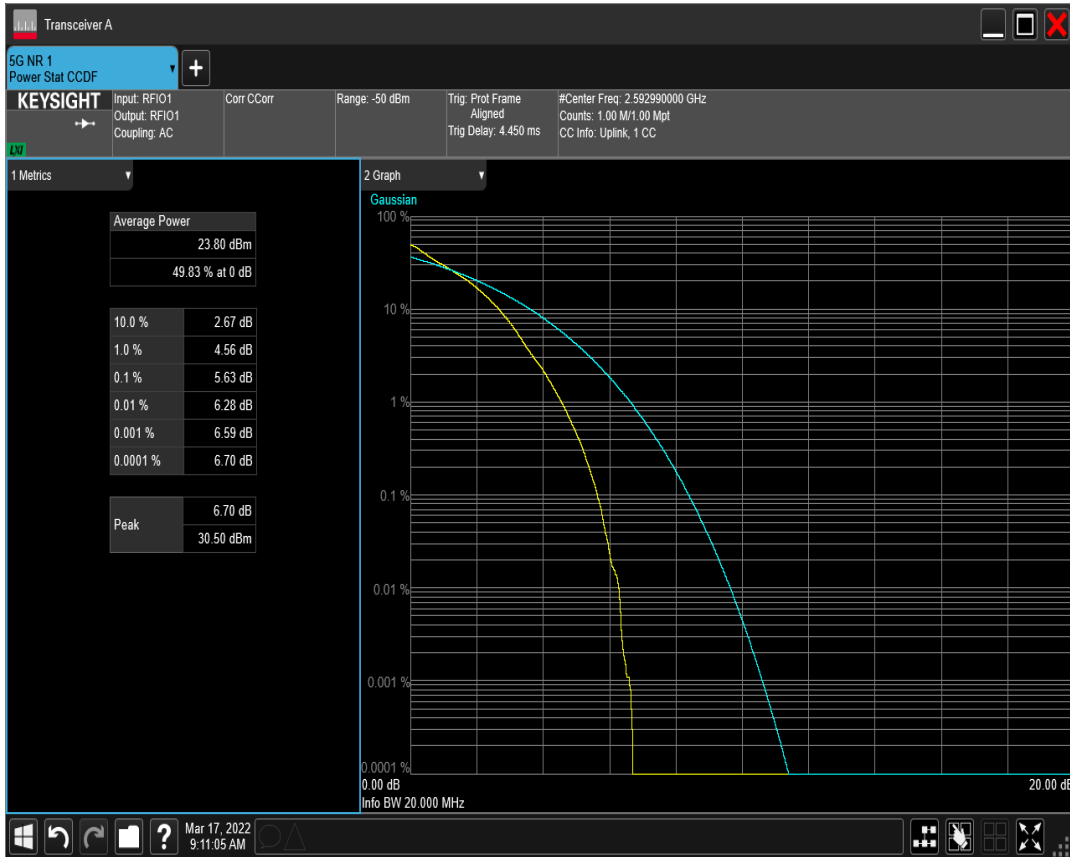 Transceiver A
5G NR 1
Power Stat CCDF
KEYSIGHT
LXI
Input: RFIO1
Output: RFIO1
Coupling: AC
Corr CCorr
Range: -50 dBm
Trig: Prot Frame
Aligned
Trig Delay: 4.450 ms
#Center Freq: 2.592990000 GHz
Counts: 1.00 M/1.00 Mpt
CC Info: Uplink, 1 CC
1 Metrics
Average Power
23.80 dBm
49.83 % at 0 dB
10.0 % 2.67 dB
1.0 % 4.56 dB
0.1 % 5.63 dB
0.01 % 6.28 dB
0.001 % 6.59 dB
0.0001 % 6.70 dB
Peak 6.70 dB
30.50 dBm
2 Graph
Gaussian
100 %
10 %
1 %
0.1 %
0.01 %
0.001 %
0.0001 %
0.00 dB 20.00 dB
Info BW 20.000 MHz
?
Mar 17, 2022
9:11:05 AM